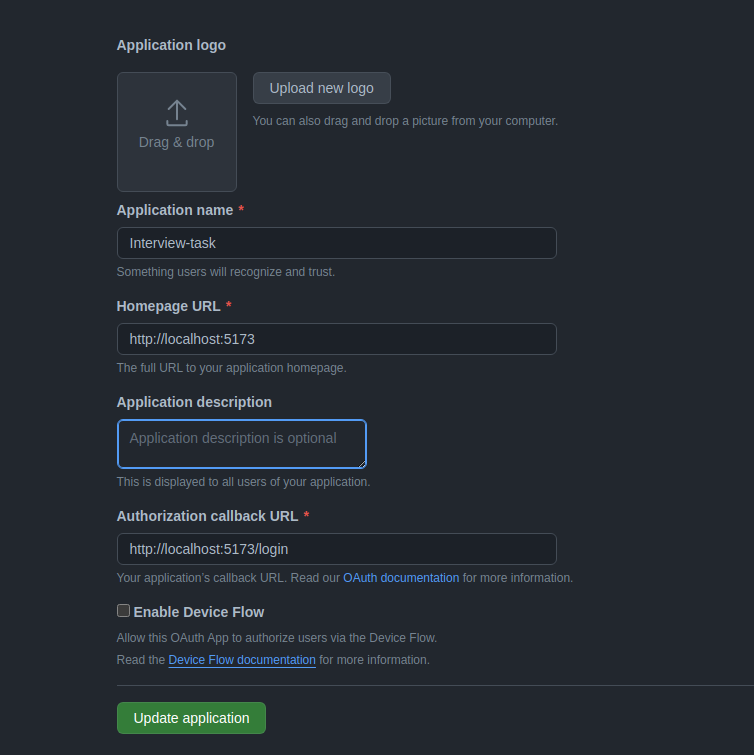 Application logo
Upload new logo
You can also drag and drop a picture from your computer.
Drag & drop
Application name *
Interview-task
Something users will recognize and trust.
Homepage URL *
http://localhost:5173
The full URL to your application homepage.
Application description
Application description is optional
This is displayed to all users of your application.
Authorization callback URL *
http://localhost:5173/login
Your application's callback URL. Read our OAuth documentation for more information.
Enable Device Flow
Allow this OAuth App to authorize users via the Device Flow.
Read the Device Flow documentation for more information.
Update application